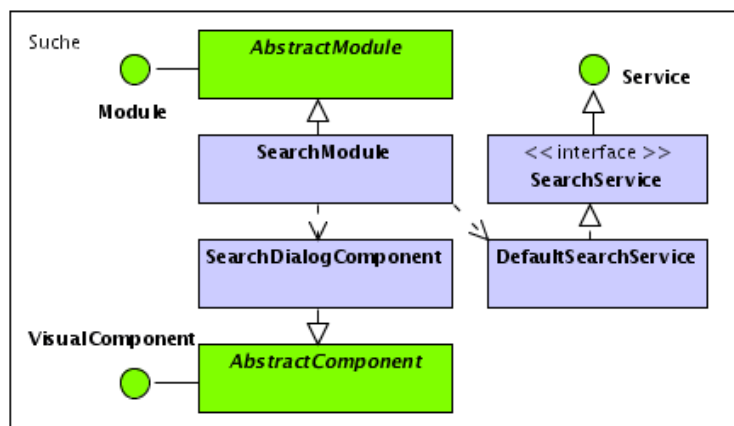 Suche
AbstractModule
Module
Service
SearchModule
<< interface >>
SearchService
SearchDialogComponent
DefaultSearchService
VisualComponent
AbstractComponent